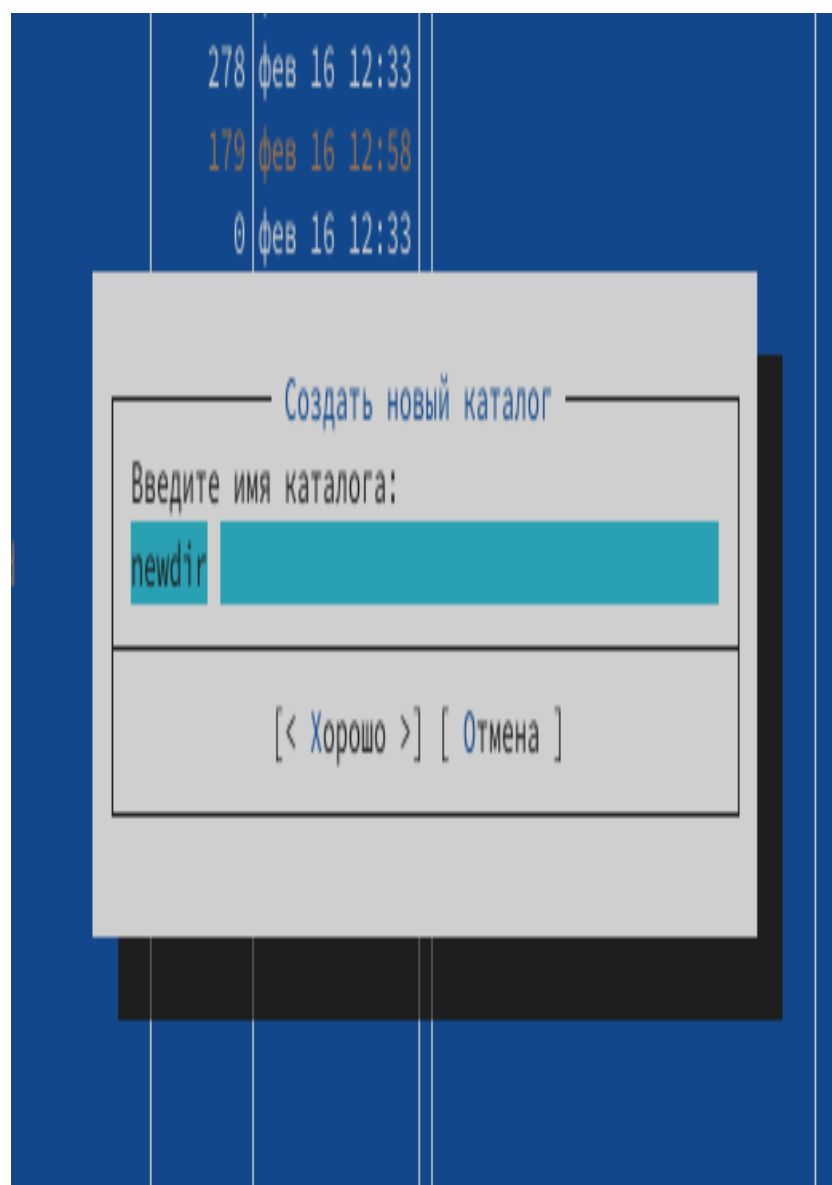 278 фев 16 12:33
179 фев 16 12:58
0 фев 16 12:33
Создать новый каталог
Введите имя каталога:
newdir
[< Хорошо >] [ Отмена ]